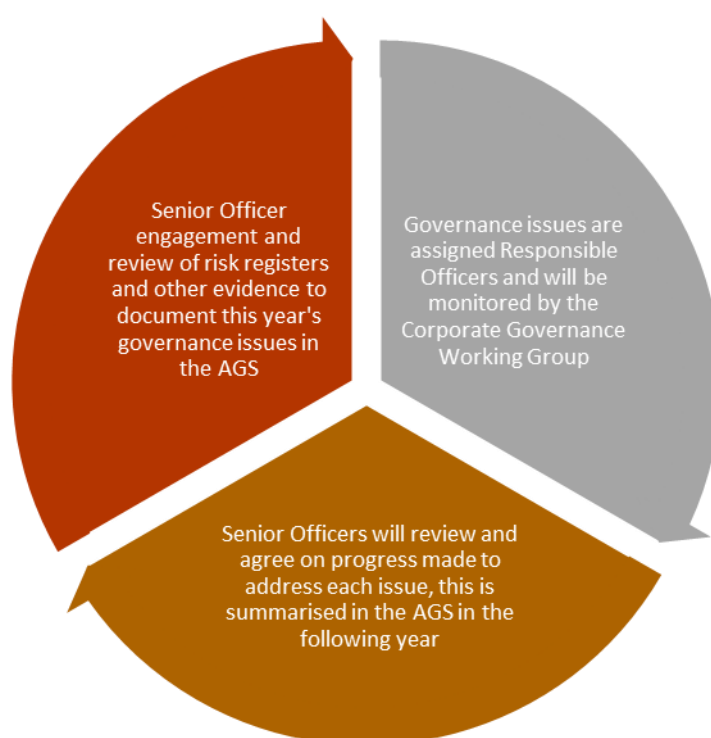 Senior Officer
engagement and
review of risk registers
and other evidence to
document this year's
governance issues in
the AGS
Governance issues are
assigned Responsible
Officers and will be
monitored by the
Corporate Governance
Working Group
Senior Officers will review and
agree on progress made to
address each issue, this is
summarised in the AGS in the
following year